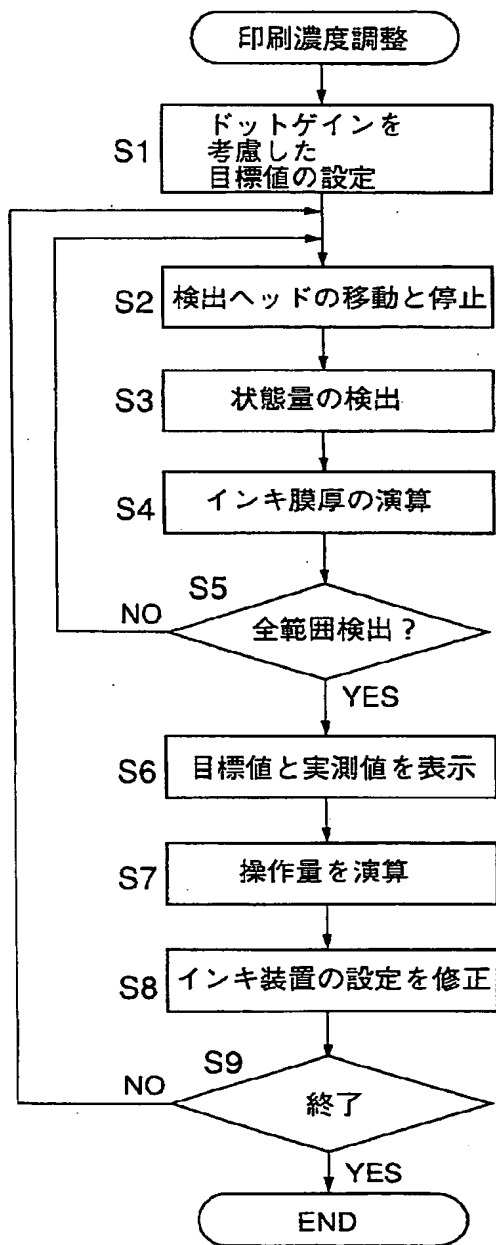 印刷濃度調整
S1
ドットゲインを
考慮した
目標値の設定
S2
検出ヘッドの移動と停止
S3
状態量の検出
S4
インキ膜厚の演算
S5
NO
全範囲検出?
YES
S6
目標値と実測値を表示
S7
操作量を演算
S8
インキ装置の設定を修正
S9
NO
終了
YES
END